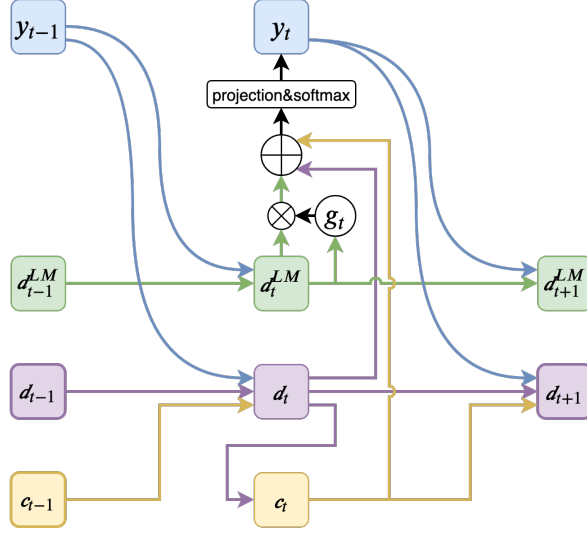 y_{t-1} y_t
projection&softmax
g_t
d_{t-1}^{LM} d_t^{LM} d_{t+1}^{LM}
d_{t-1} d_t d_{t+1}
c_{t-1} c_t